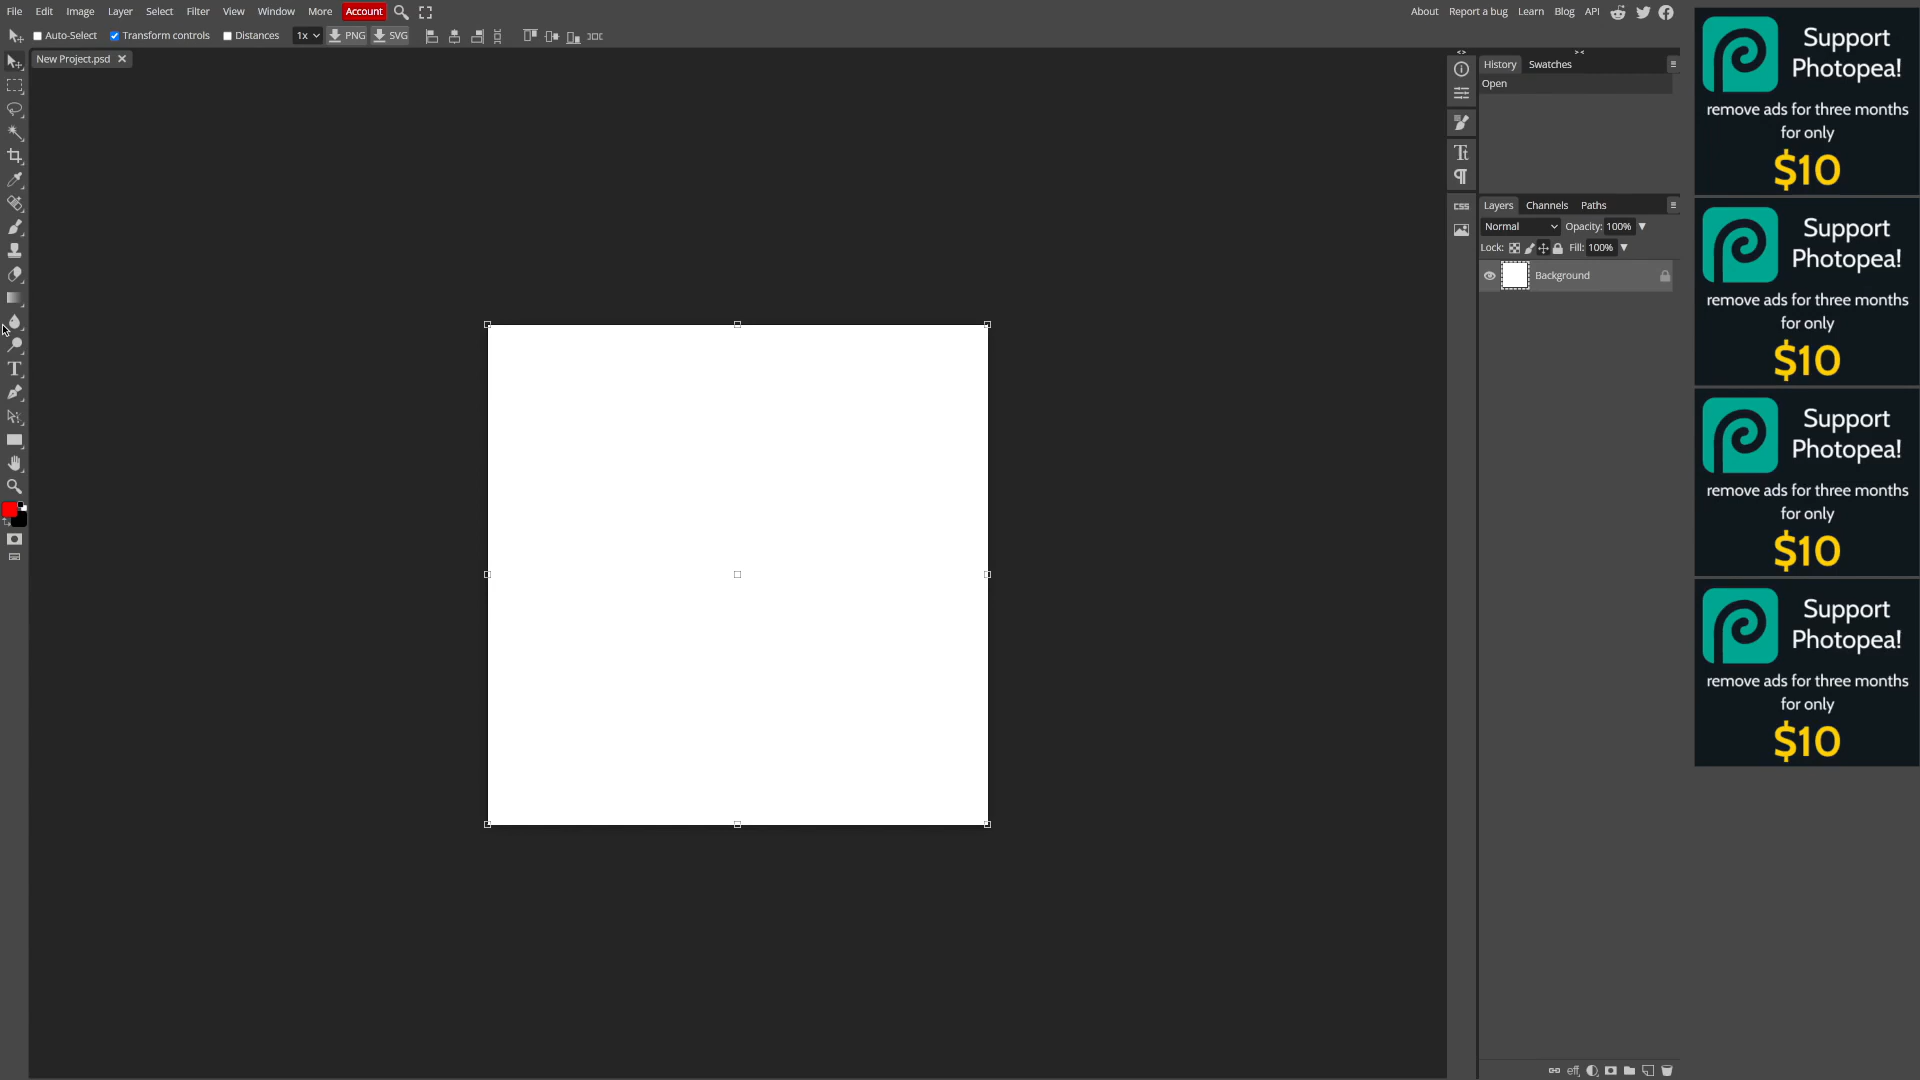 File Edit Image Layer Select Filter View Window More Account About Report a bug Learn Blog API
Auto-Select Transform controls Distances 1x PNG SVG
New Project.psd
History Swatches
Open
CSS
Layers Channels Paths
Normal Opacity: 100%
Lock: Fill: 100%
Background
eff
Support
Photopea!
remove ads for three months
for only
$10
Support
Photopea!
remove ads for three months
for only
$10
Support
Photopea!
remove ads for three months
for only
$10
Support
Photopea!
remove ads for three months
for only
$10